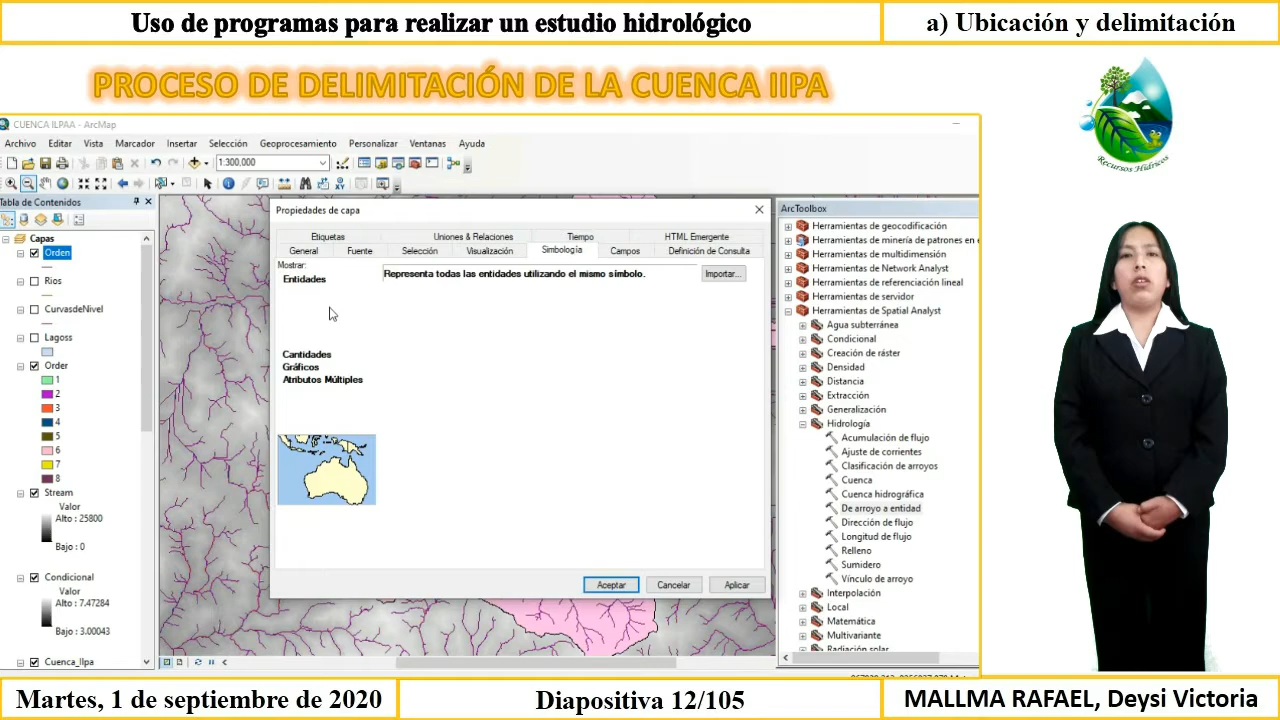 Uso de programas para realizar un estudio hidrológico
a) Ubicación y delimitación
PROCESO DE DELIMITACIÓN DE LA CUENCA IIPA
Recursos Hídricos
CUENCA ILPAA - ArcMap
Archivo Editar Vista Marcador Insertar Selección Geoprocesamiento Personalizar Ventanas Ayuda
1:300,000
Tabla de Contenidos
Capas
Orden
Rios
CurvasdeNivel
Lagoss
Order
1
2
3
4
5
6
7
8
Stream
Valor
Alto : 25800
Bajo : 0
Condicional
Valor
Alto : 7.47284
Bajo : 3.00043
Cuenca_Ilpa
Propiedades de capa
Etiquetas Uniones & Relaciones Tiempo HTML Emergente
General Fuente Selección Visualización Simbología Campos Definición de Consulta
Mostrar:
Entidades
Cantidades
Gráficos
Atributos Múltiples
Representa todas las entidades utilizando el mismo símbolo.
Importar...
Aceptar Cancelar Aplicar
ArcToolbox
Herramientas de geocodificación
Herramientas de minería de patrones en e
Herramientas de multidimensión
Herramientas de Network Analyst
Herramientas de referenciación lineal
Herramientas de servidor
Herramientas de Spatial Analyst
Agua subterránea
Condicional
Creación de ráster
Densidad
Distancia
Extracción
Generalización
Hidrología
Acumulación de flujo
Ajuste de corrientes
Clasificación de arroyos
Cuenca
Cuenca hidrográfica
De arroyo a entidad
Dirección de flujo
Longitud de flujo
Relleno
Sumidero
Vínculo de arroyo
Interpolación
Local
Matemática
Multivariante
Radiación solar
Martes, 1 de septiembre de 2020
Diapositiva 12/105
MALLMA RAFAEL, Deysi Victoria